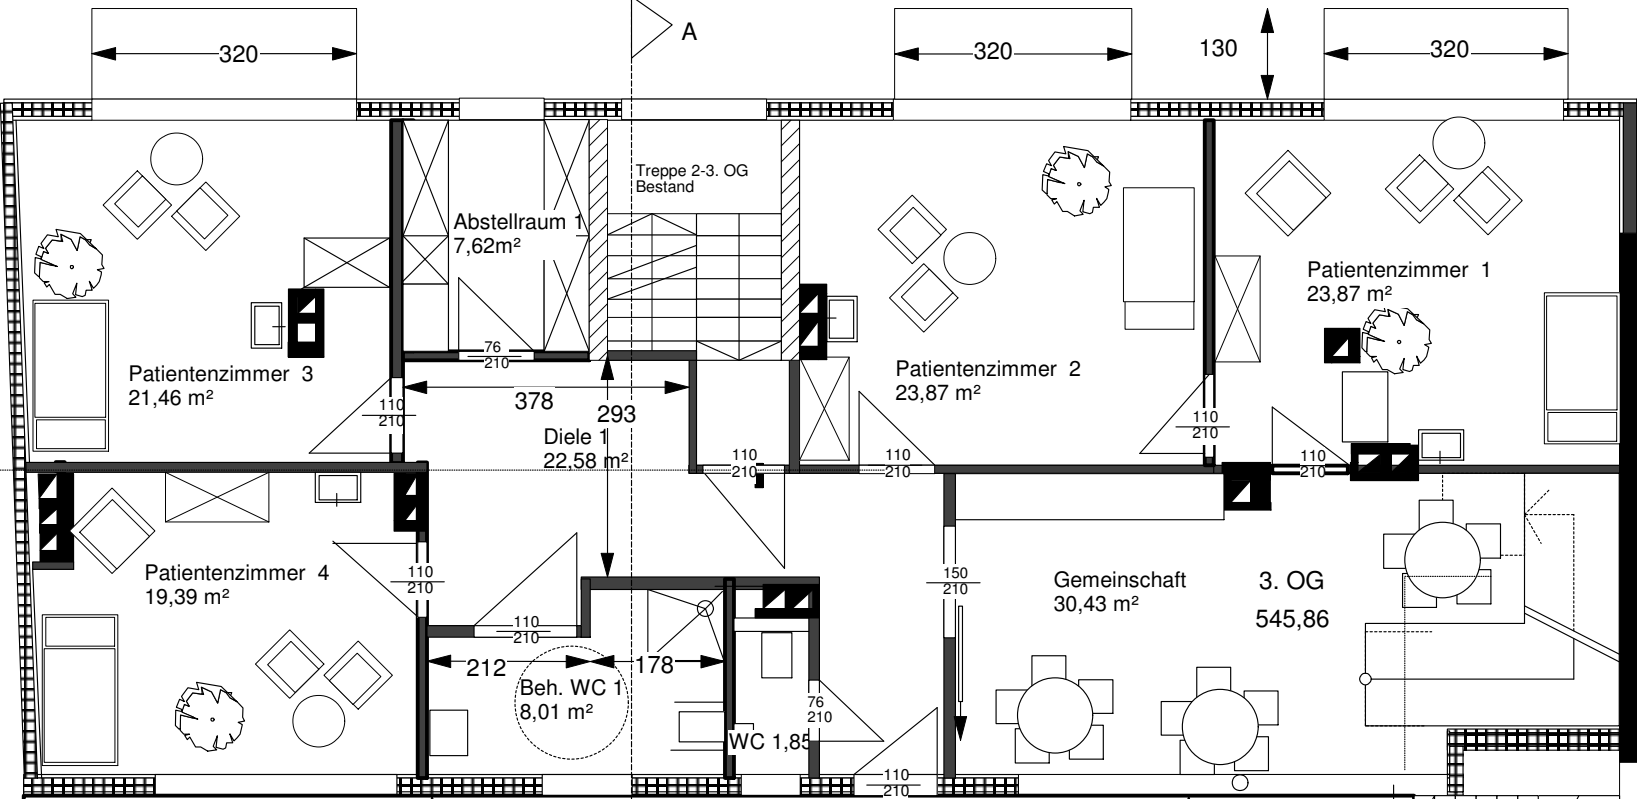 A
320
320
130
320
Treppe 2-3. OG
Bestand
Abstellraum 1
7,62m²
Patientenzimmer 1
23,87 m²
76
210
Patientenzimmer 3
21,46 m²
Patientenzimmer 2
23,87 m²
378
293
110
210
110
210
Diele 1
22,58 m²
110
210
110
210
110
210
Patientenzimmer 4
19,39 m²
110
210
150
210
Gemeinschaft
30,43 m²
3. OG
545,86
110
210
212
178
Beh. WC 1
8,01 m²
76
210
WC 1,85
110
210